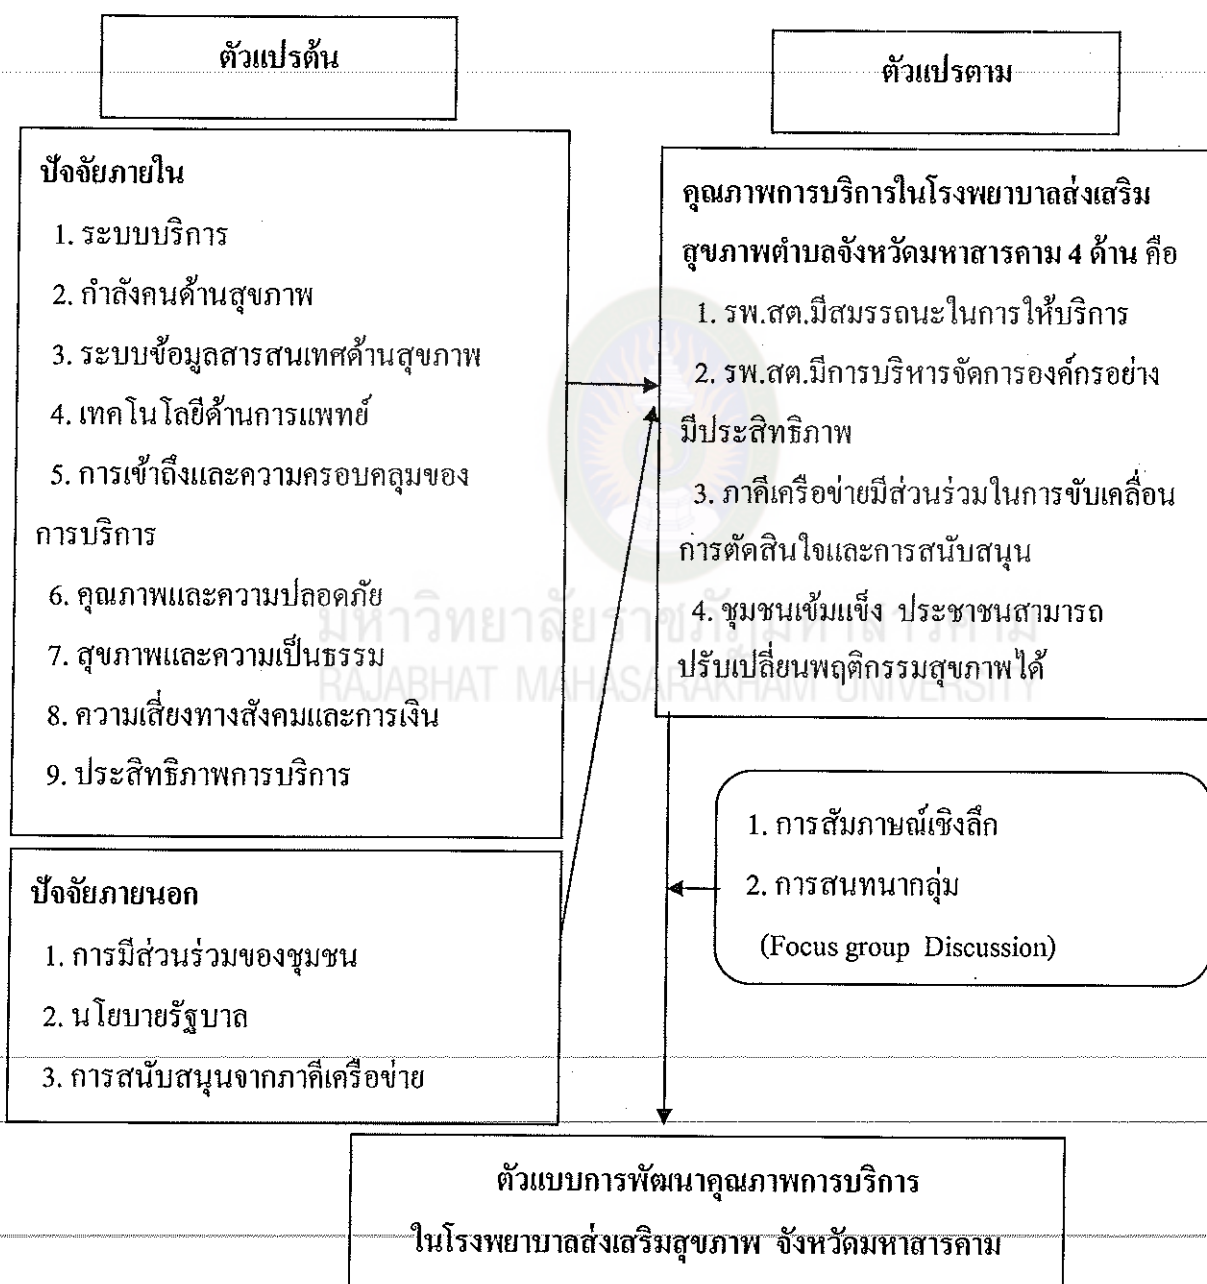 ตัวแปรต้น
ปัจจัยภายใน
1. ระบบบริการ
2. กำลังคนด้านสุขภาพ
3. ระบบข้อมูลสารสนเทศด้านสุขภาพ
4. เทคโนโลยีด้านการแพทย์
5. การเข้าถึงและความครอบคลุมของ
การบริการ
6. คุณภาพและความปลอดภัย
7. สุขภาพและความเป็นธรรม
8. ความเสี่ยงทางสังคมและการเงิน
9. ประสิทธิภาพการบริการ
ปัจจัยภายนอก
1. การมีส่วนร่วมของชุมชน
2. นโยบายรัฐบาล
3. การสนับสนุนจากภาคีเครือข่าย
ตัวแปรตาม
คุณภาพการบริการในโรงพยาบาลส่งเสริม
สุขภาพตำบลจังหวัดมหาสารคาม 4 ด้าน คือ
1. รพ.สต.มีสมรรถนะในการให้บริการ
2. รพ.สต.มีการบริหารจัดการองค์กรอย่าง
มีประสิทธิภาพ
3. ภาคีเครือข่ายมีส่วนร่วมในการขับเคลื่อน
การตัดสินใจและการสนับสนุน
4. ชุมชนเข้มแข็ง ประชาชนสามารถ
ปรับเปลี่ยนพฤติกรรมสุขภาพได้
1. การสัมภาษณ์เชิงลึก
2. การสนทนากลุ่ม
(Focus group Discussion)
ตัวแบบการพัฒนาคุณภาพการบริการ
ในโรงพยาบาลส่งเสริมสุขภาพ จังหวัดมหาสารคาม
มหาวิทยาลัยราชภัฏมหาสารคาม
RAJABHAT MAHASARAKHAM UNIVERSITY